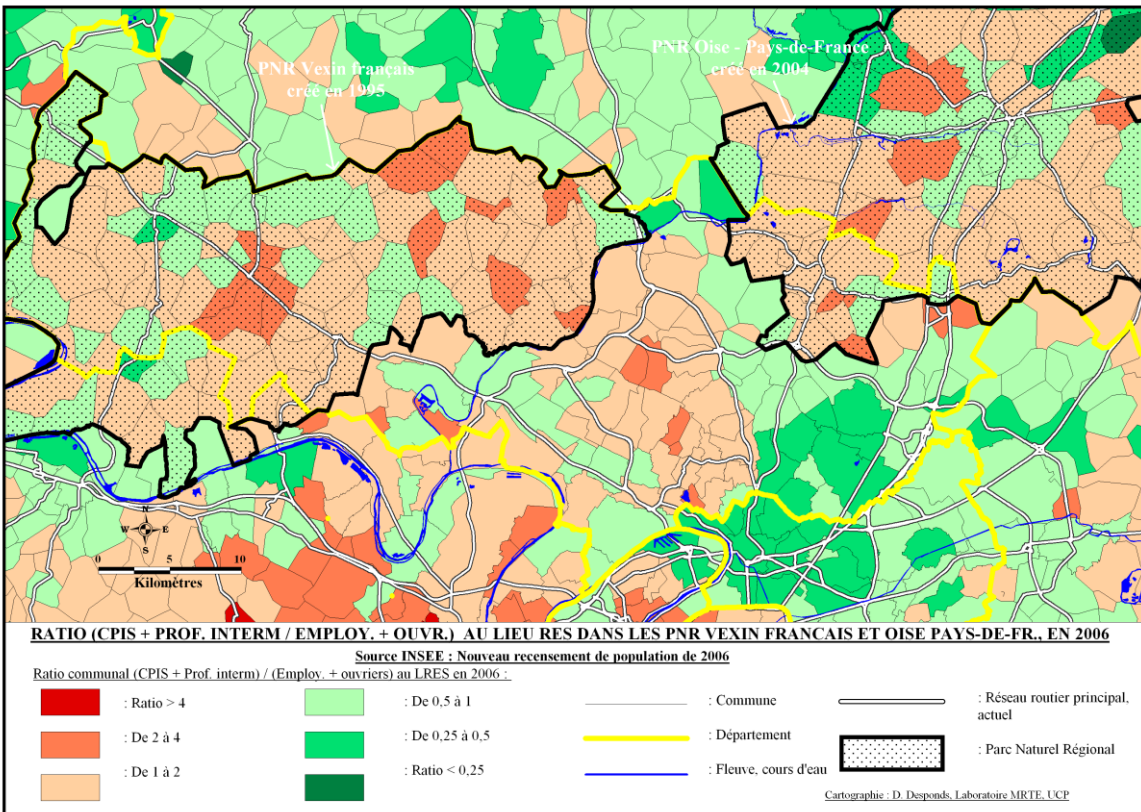 PNR Vexin français
créé en 1995
PNR Oise - Pays-de-France
créé en 2004
N
W E
S
0 5 10
Kilomètres
RATIO (CPIS + PROF. INTERM / EMPLOY. + OUVR.) AU LIEU RES DANS LES PNR VEXIN FRANCAIS ET OISE PAYS-DE-FR., EN 2006
Source INSEE : Nouveau recensement de population de 2006
Ratio communal (CPIS + Prof. interm) / (Employ. + ouvriers) au LRES en 2006 :
: Ratio > 4
: De 2 à 4
: De 1 à 2
: De 0,5 à 1
: De 0,25 à 0,5
: Ratio < 0,25
: Commune
: Département
: Fleuve, cours d'eau
: Réseau routier principal,
actuel
: Parc Naturel Régional
Cartographie : D. Desponds, Laboratoire MRTE, UCP